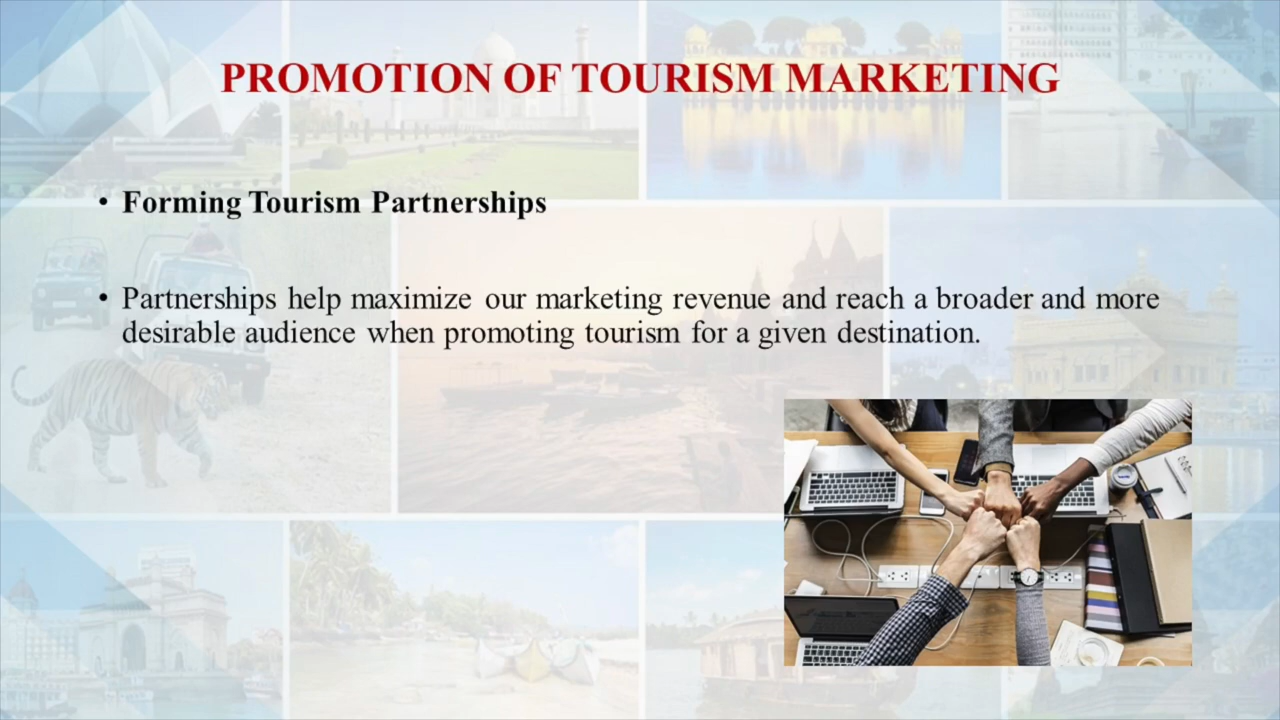 PROMOTION OF TOURISM MARKETING
• Forming Tourism Partnerships
• Partnerships help maximize our marketing revenue and reach a broader and more
desirable audience when promoting tourism for a given destination.